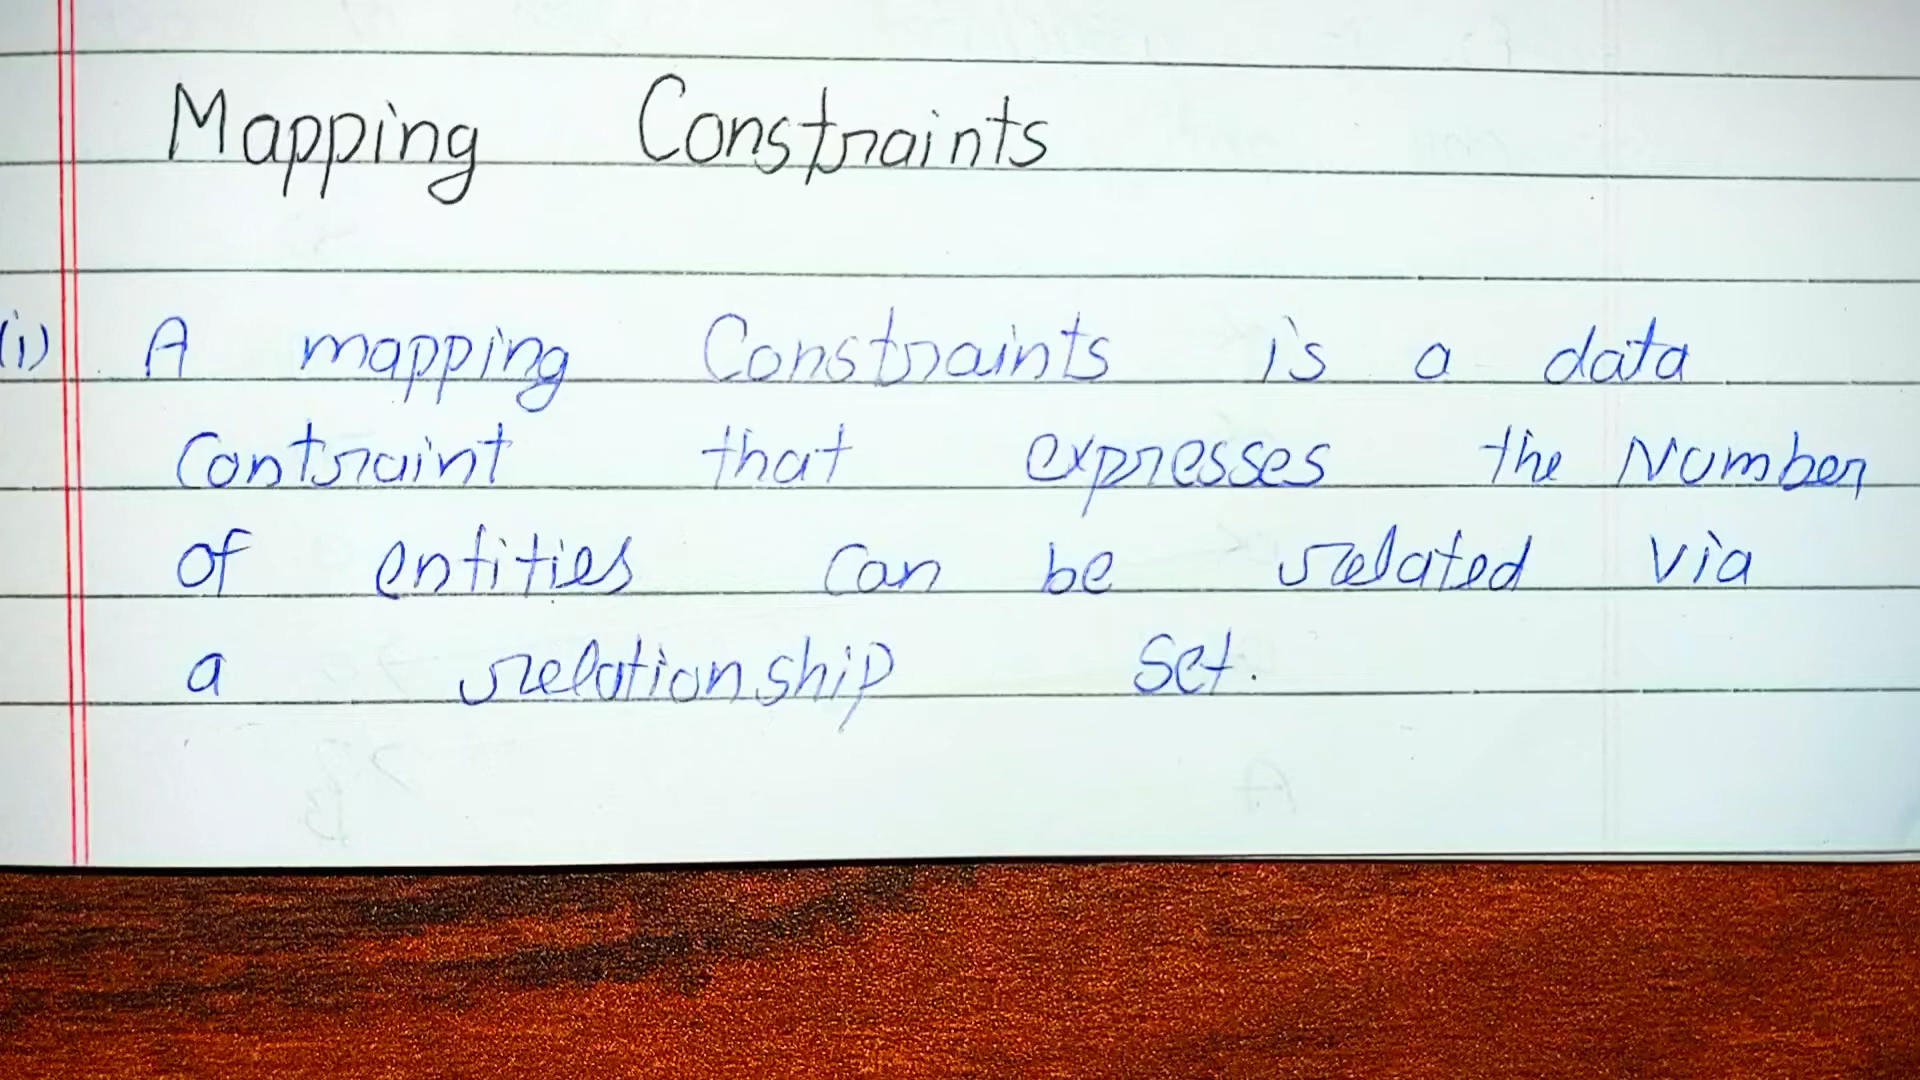 Mapping Constraints
(i) A mapping Constraints is a data
Contraint that expresses the Number
of entities can be related via
a relationship Set.